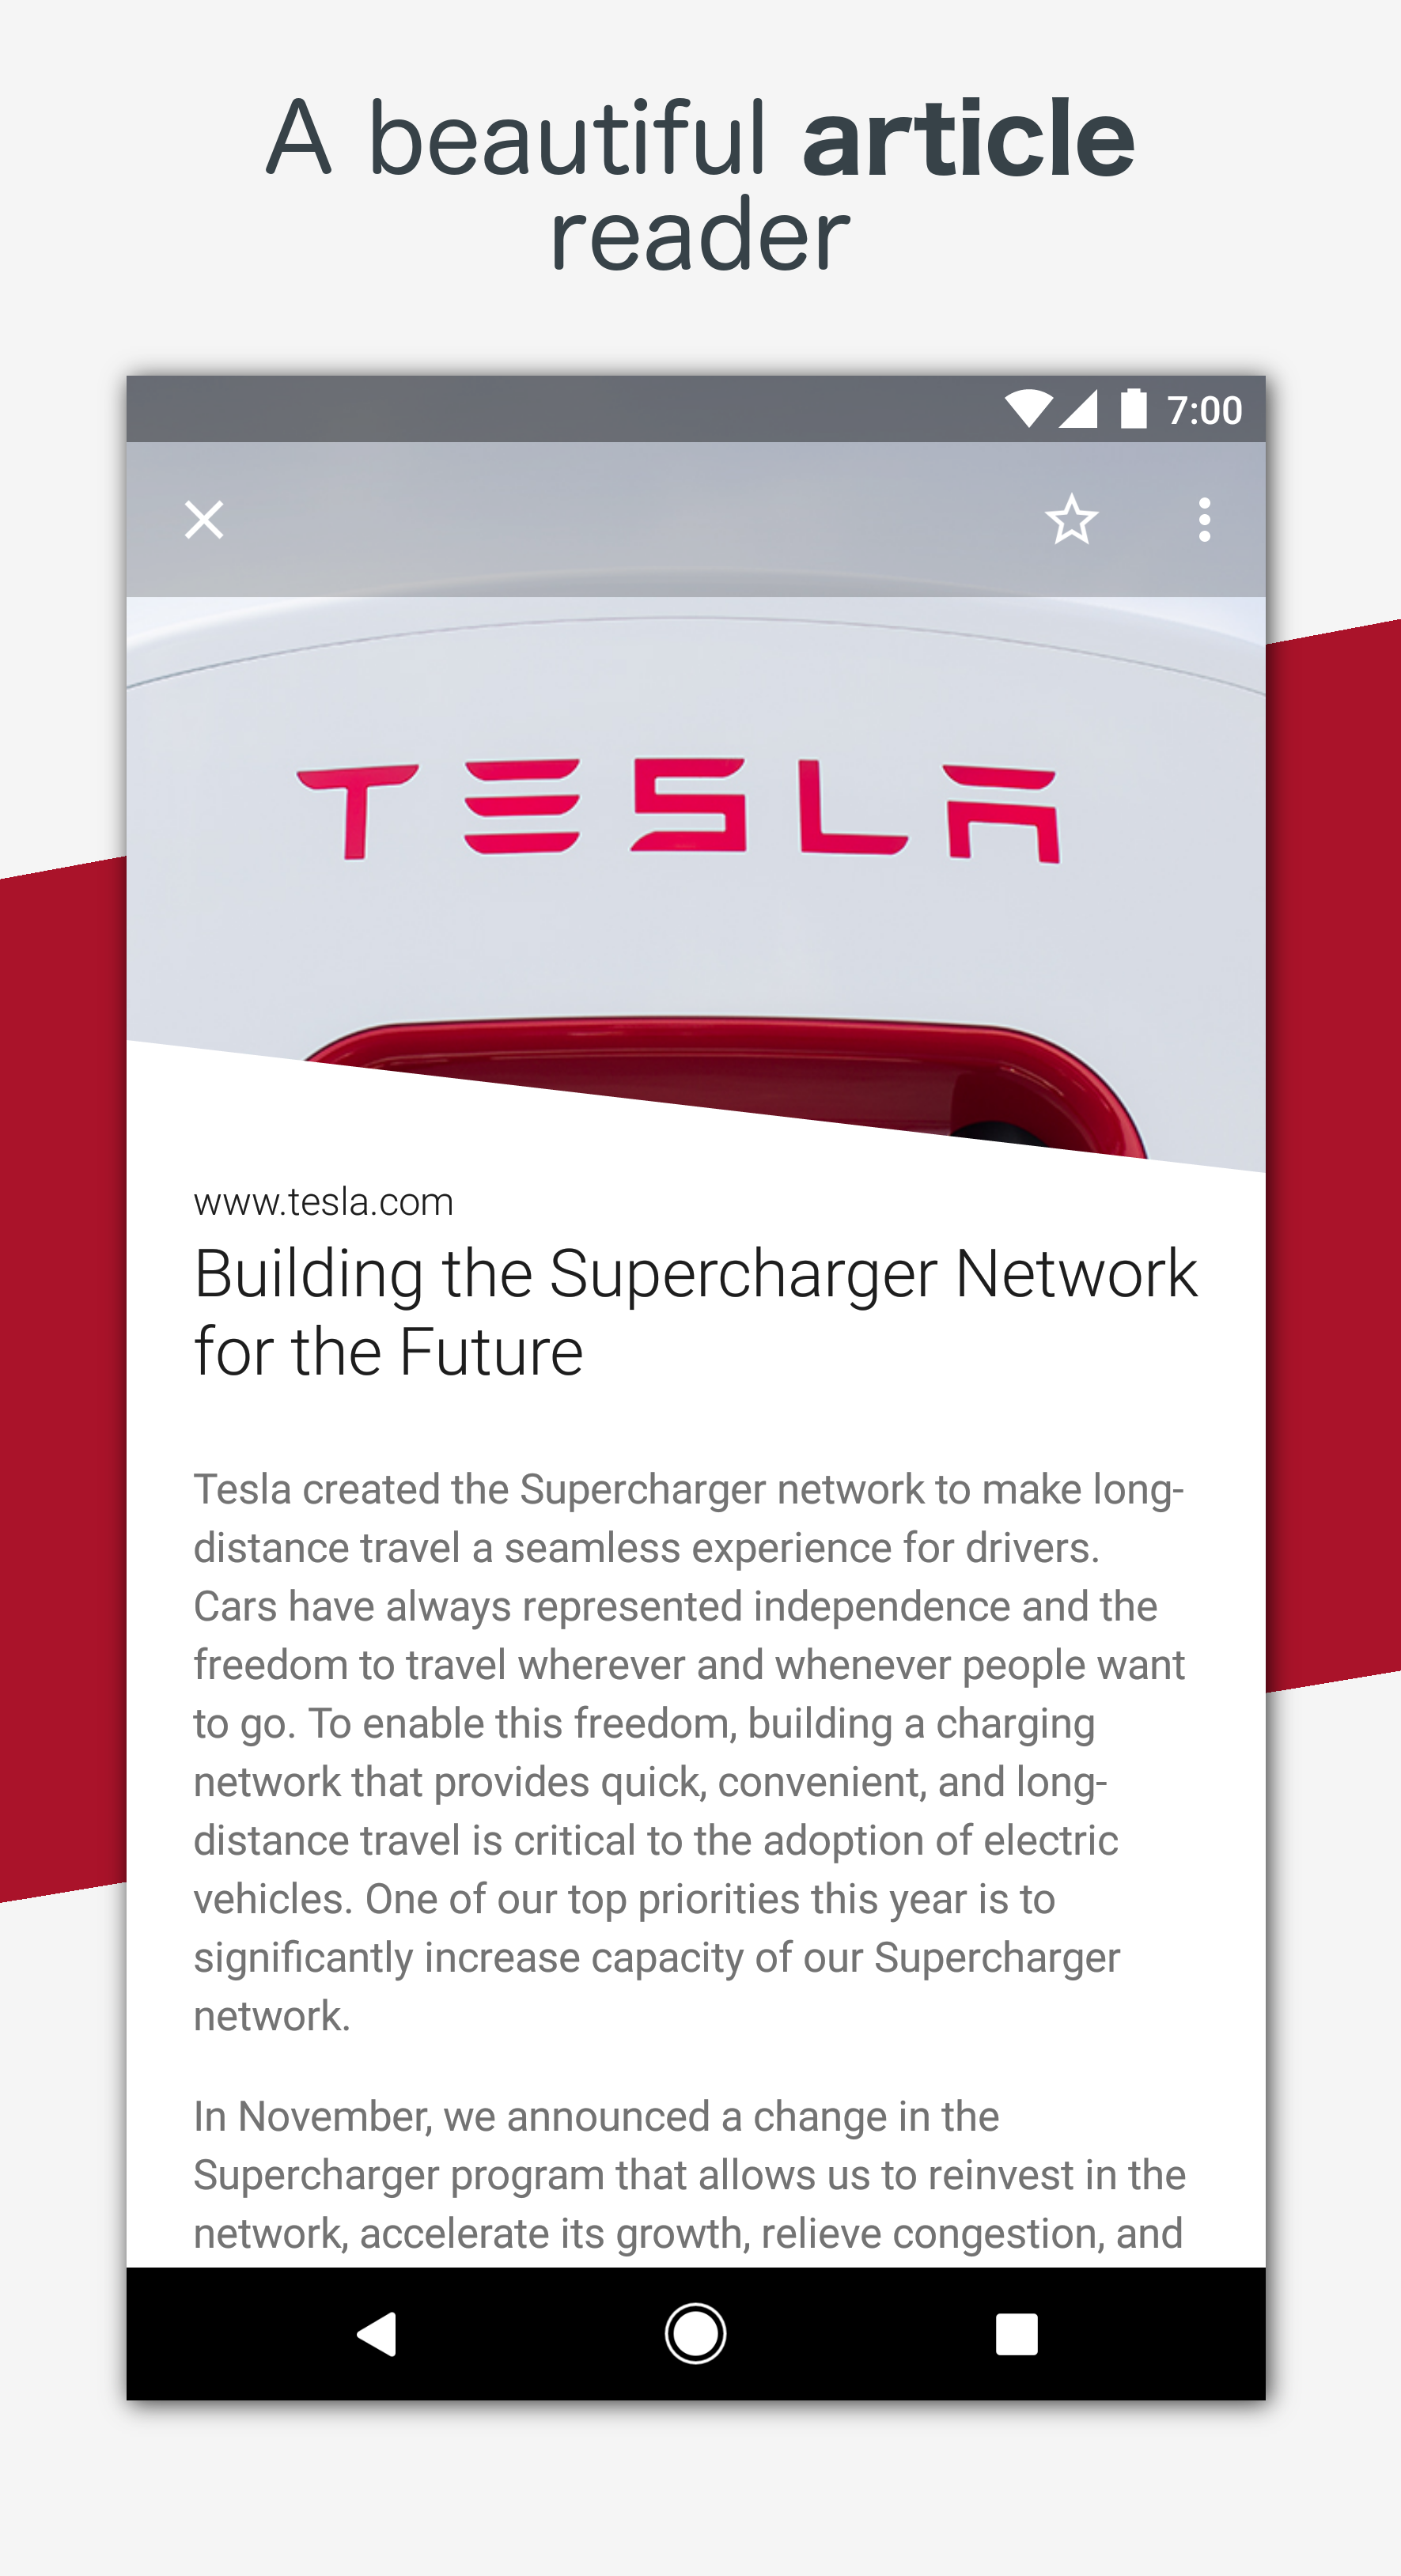 A beautiful article
reader
7:00
TESLA
www.tesla.com
Building the Supercharger Network
for the Future
Tesla created the Supercharger network to make long-
distance travel a seamless experience for drivers.
Cars have always represented independence and the
freedom to travel wherever and whenever people want
to go. To enable this freedom, building a charging
network that provides quick, convenient, and long-
distance travel is critical to the adoption of electric
vehicles. One of our top priorities this year is to
significantly increase capacity of our Supercharger
network.
In November, we announced a change in the
Supercharger program that allows us to reinvest in the
network, accelerate its growth, relieve congestion, and